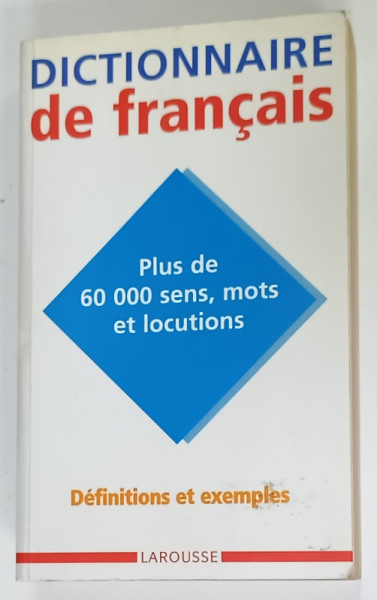 DICTIONNAIRE
de français
Plus de
60 000 sens, mots
et locutions
Définitions et exemples
LAROUSSE